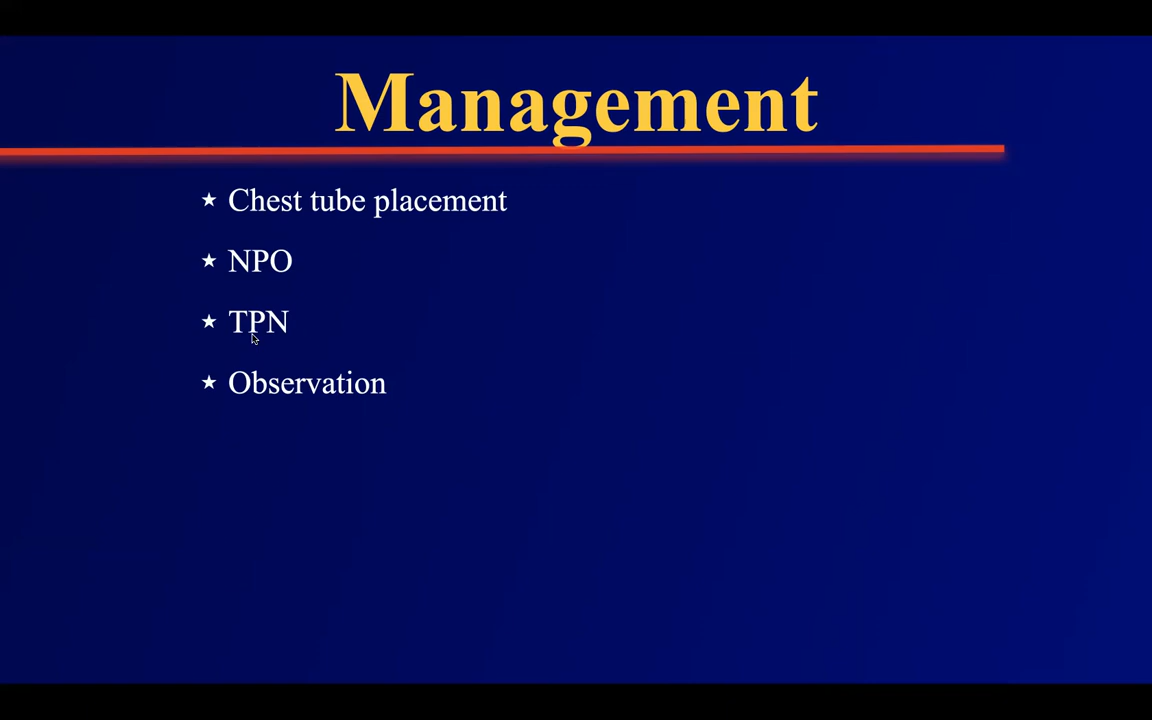 Management
★ Chest tube placement
★ NPO
★ TPN
★ Observation